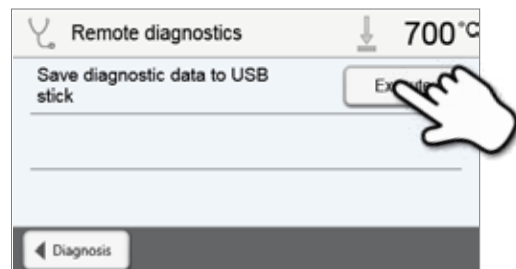 Remote diagnostics
700°C
Save diagnostic data to USB
stick
Diagnosis